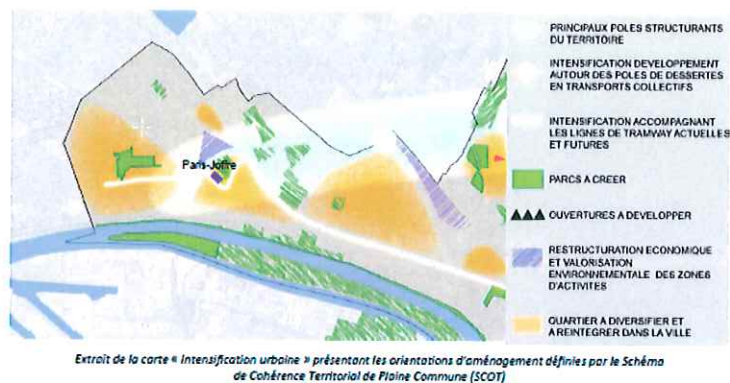 PRINCIPAUX POLES STRUCTURANTS
DU TERRITOIRE
INTENSIFICATION DEVELOPPEMENT
AUTOUR DES POLES DE DESSERTES
EN TRANSPORTS COLLECTIFS
INTENSIFICATION ACCOMPAGNANT
LES LIGNES DE TRAMWAY ACTUELLES
ET FUTURES
Paris-Joffre
PARCS A CREER
OUVERTURES A DEVELOPPER
RESTRUCTURATION ECONOMIQUE
ET VALORISATION
ENVIRONNEMENTALE DES ZONES
D'ACTIVITES
QUARTIER A DIVERSIFIER ET
A REINTEGRER DANS LA VILLE
Extrait de la carte « Intensification urbaine » présentant les orientations d'aménagement définies par le Schéma
de Cohérence Territorial de Plaine Commune (SCOT)